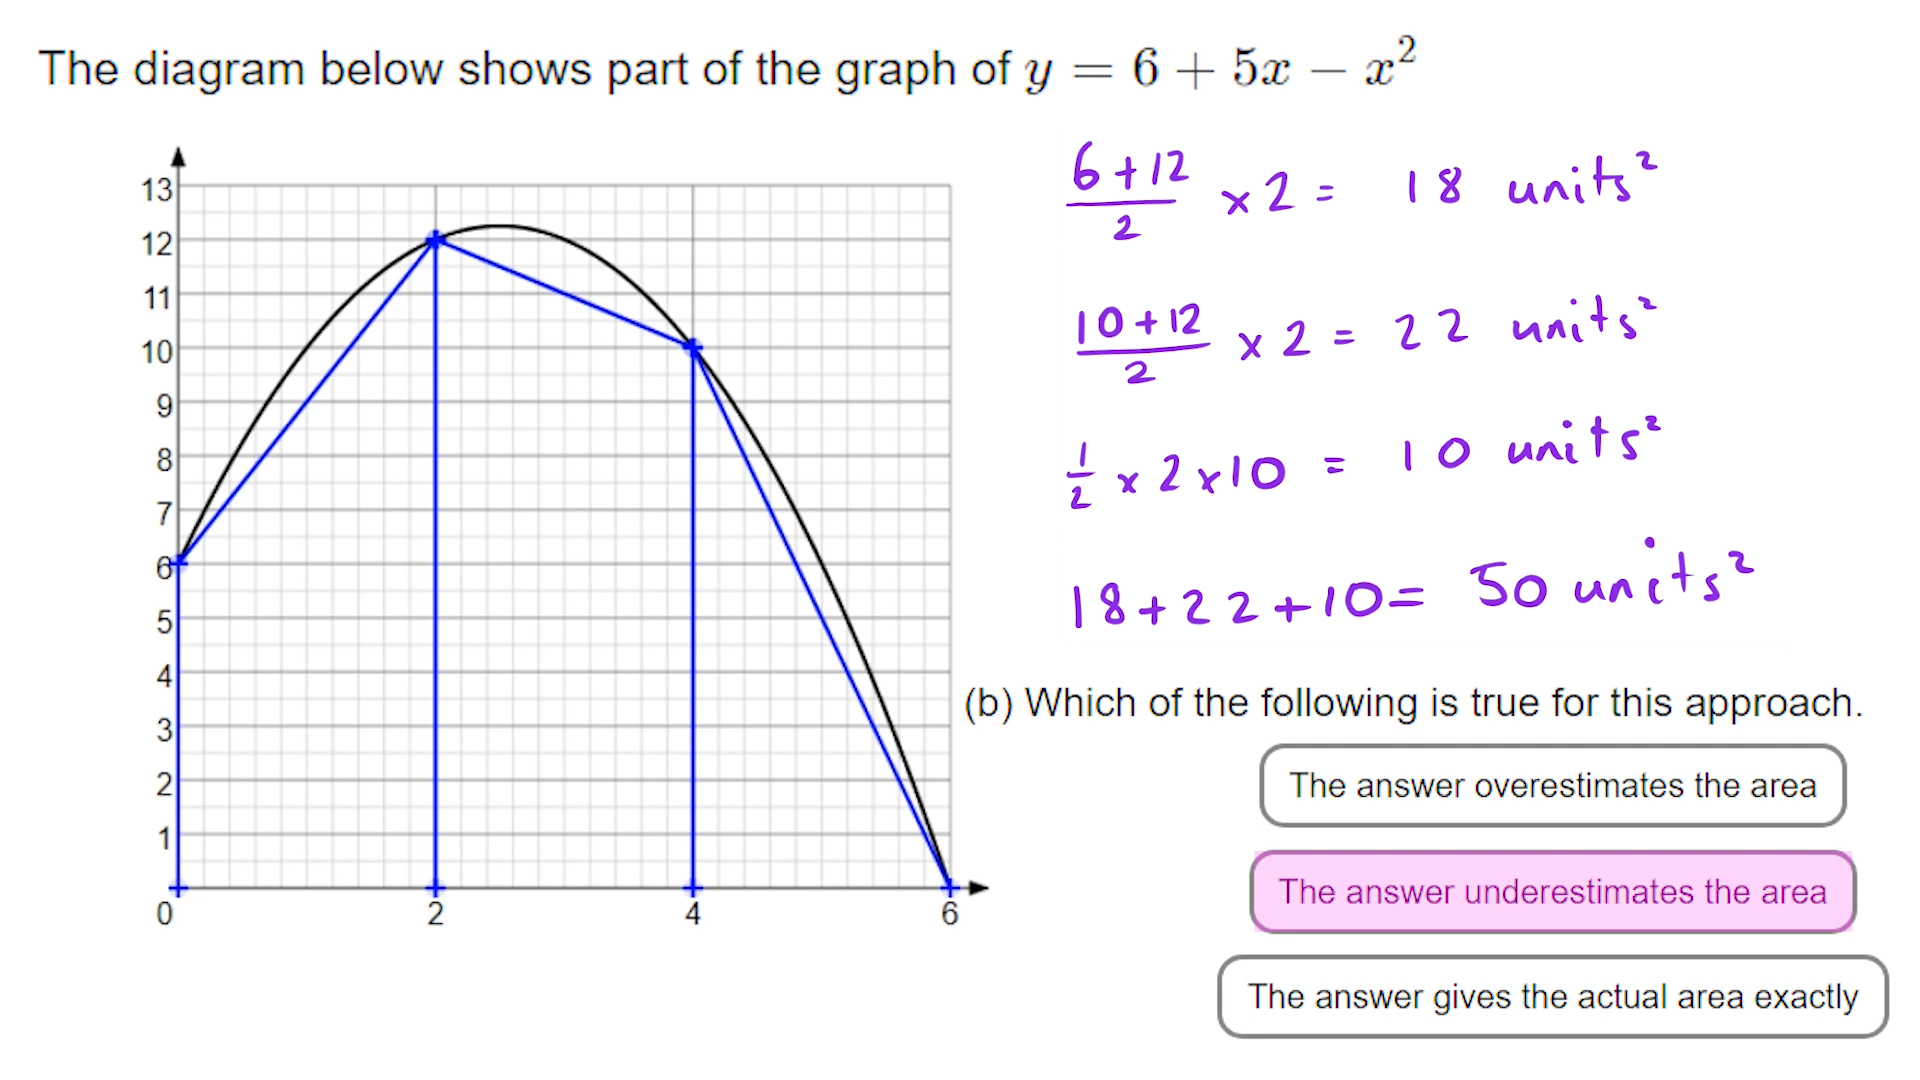 The diagram below shows part of the graph of y = 6 + 5x − x²
13
12
11
10
9
8
7
6
5
4
3
2
1
0 2 4 6
6+12/2 × 2 = 18 units²
10+12/2 × 2 = 22 units²
1/2 × 2 × 10 = 10 units²
18+22+10= 50 units²
(b) Which of the following is true for this approach.
The answer overestimates the area
The answer underestimates the area
The answer gives the actual area exactly